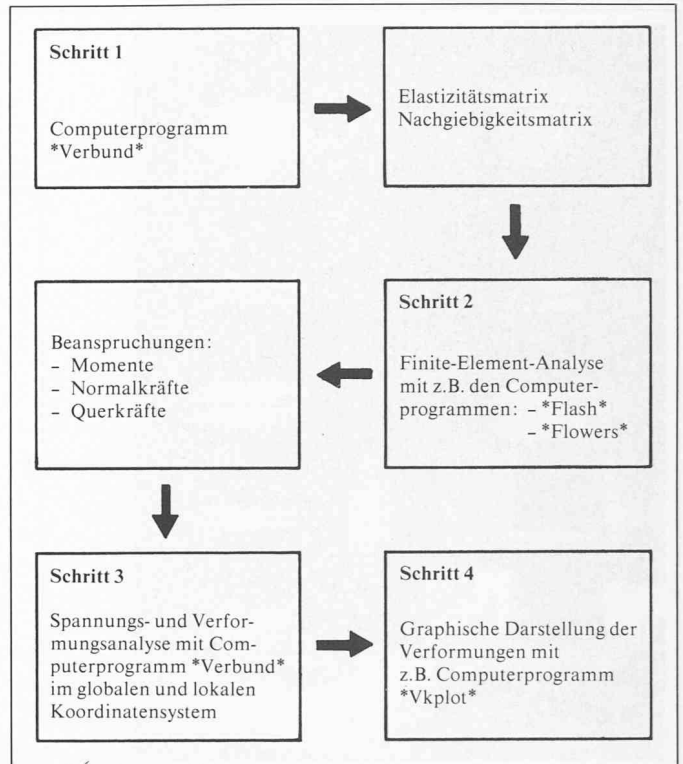 Schritt 1
Computerprogramm
*Verbund*
Elastizitätsmatrix
Nachgiebigkeitsmatrix
Schritt 2
Finite-Element-Analyse
mit z.B. den Computer-
programmen: – *Flash*
– *Flowers*
Beanspruchungen:
– Momente
– Normalkräfte
– Querkräfte
Schritt 3
Spannungs- und Verfor-
mungsanalyse mit Com-
puterprogramm *Verbund*
im globalen und lokalen
Koordinatensystem
Schritt 4
Graphische Darstellung der
Verformungen mit
z.B. Computerprogramm
*Vkplot*